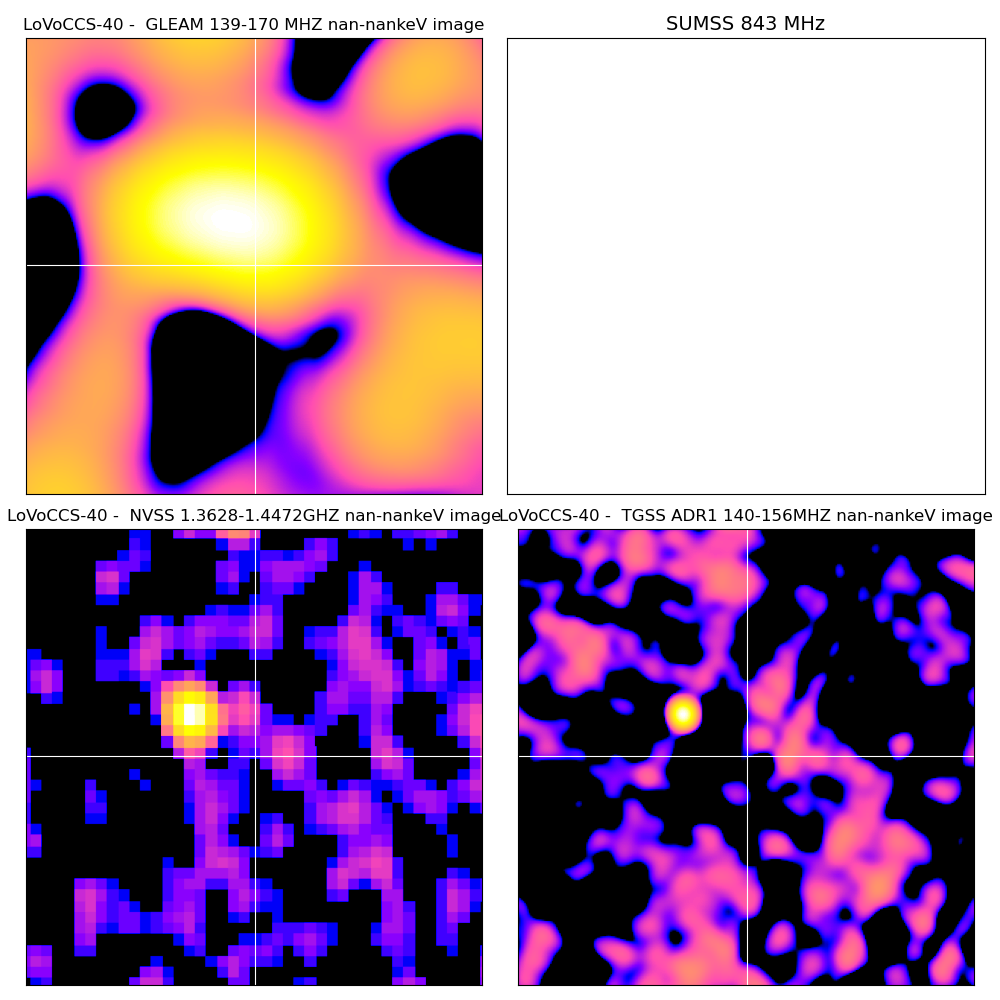 LoVoCCS-40 -  GLEAM 139-170 MHZ nan-nankeV image
SUMSS 843 MHz
LoVoCCS-40 -  NVSS 1.3628-1.4472GHZ nan-nankeV image
LoVoCCS-40 -  TGSS ADR1 140-156MHZ nan-nankeV image